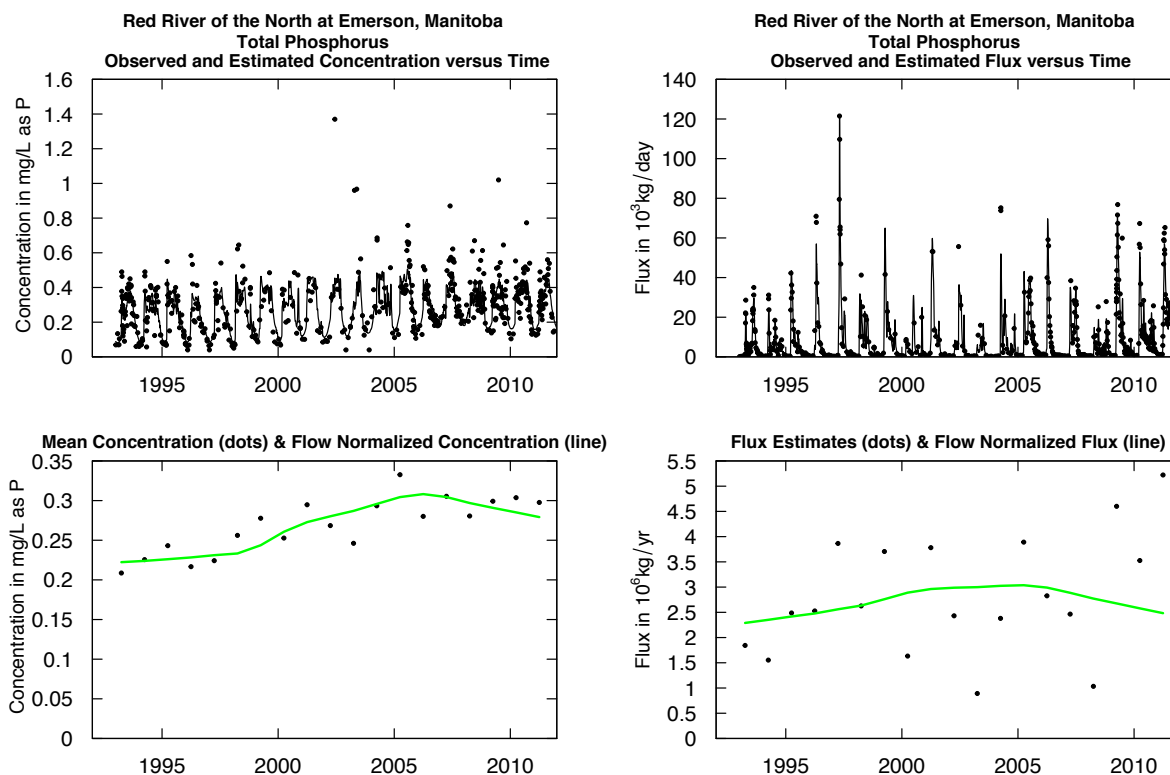 Red River of the North at Emerson, Manitoba
Total Phosphorus
Observed and Estimated Concentration versus Time
Concentration in mg/L as P
1.6
1.4
1.2
1
0.8
0.6
0.4
0.2
0
1995 2000 2005 2010
Red River of the North at Emerson, Manitoba
Total Phosphorus
Observed and Estimated Flux versus Time
Flux in 10³kg/day
140
120
100
80
60
40
20
0
1995 2000 2005 2010
Mean Concentration (dots) & Flow Normalized Concentration (line)
Concentration in mg/L as P
0.35
0.3
0.25
0.2
0.15
0.1
0.05
0
1995 2000 2005 2010
Flux Estimates (dots) & Flow Normalized Flux (line)
Flux in 10⁶kg/yr
5.5
5
4.5
4
3.5
3
2.5
2
1.5
1
0.5
0
1995 2000 2005 2010